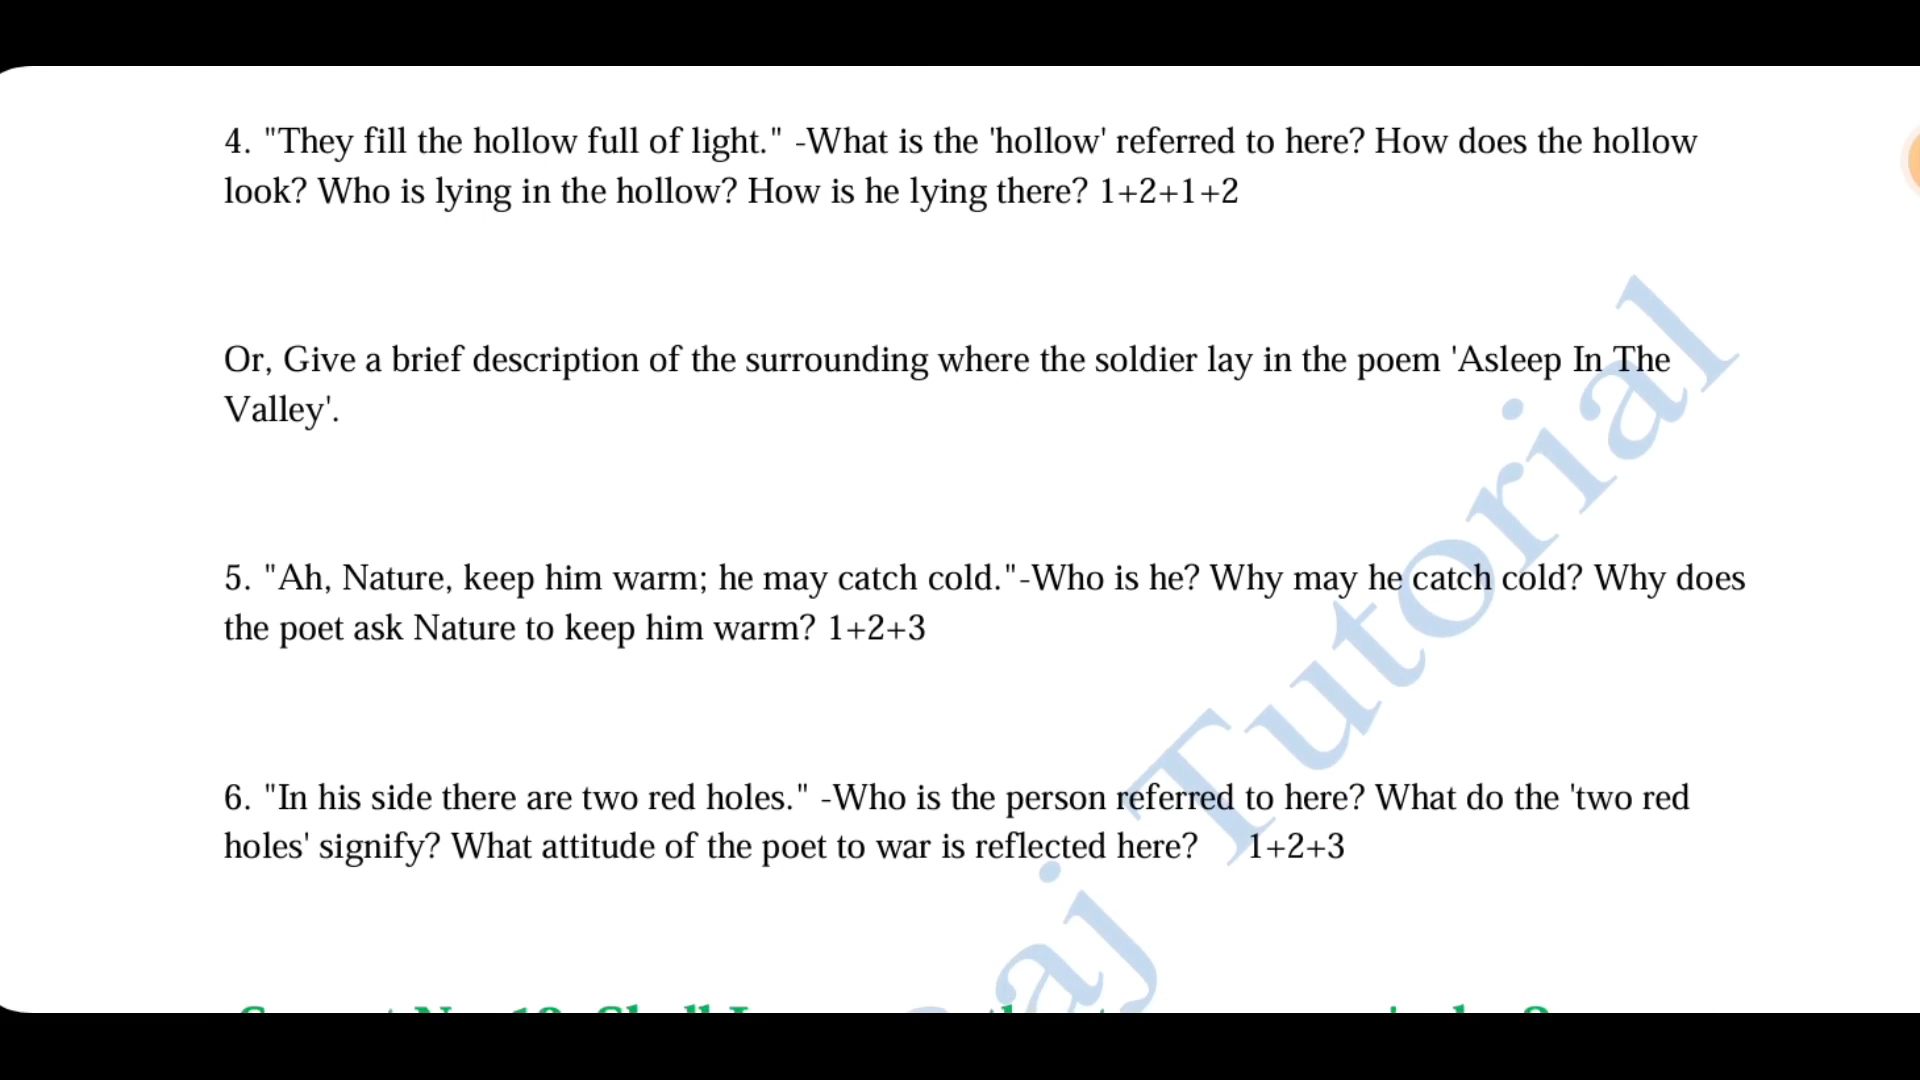 4. "They fill the hollow full of light." -What is the 'hollow' referred to here? How does the hollow
look? Who is lying in the hollow? How is he lying there? 1+2+1+2
Or, Give a brief description of the surrounding where the soldier lay in the poem 'Asleep In The
Valley'.
5. "Ah, Nature, keep him warm; he may catch cold."-Who is he? Why may he catch cold? Why does
the poet ask Nature to keep him warm? 1+2+3
6. "In his side there are two red holes." -Who is the person referred to here? What do the 'two red
holes' signify? What attitude of the poet to war is reflected here? 1+2+3
Tutorial